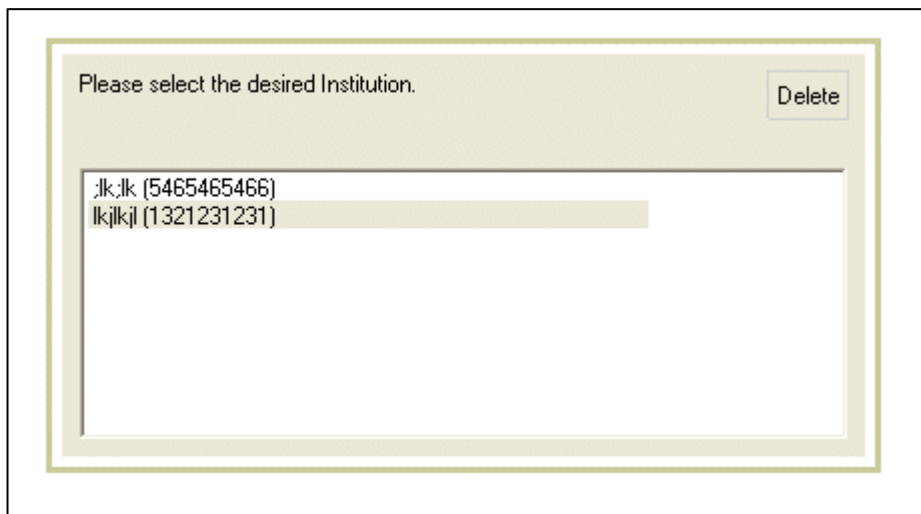 Please select the desired Institution.
Delete
;lk;lk (5465465466)
lkjlkjl (1321231231)